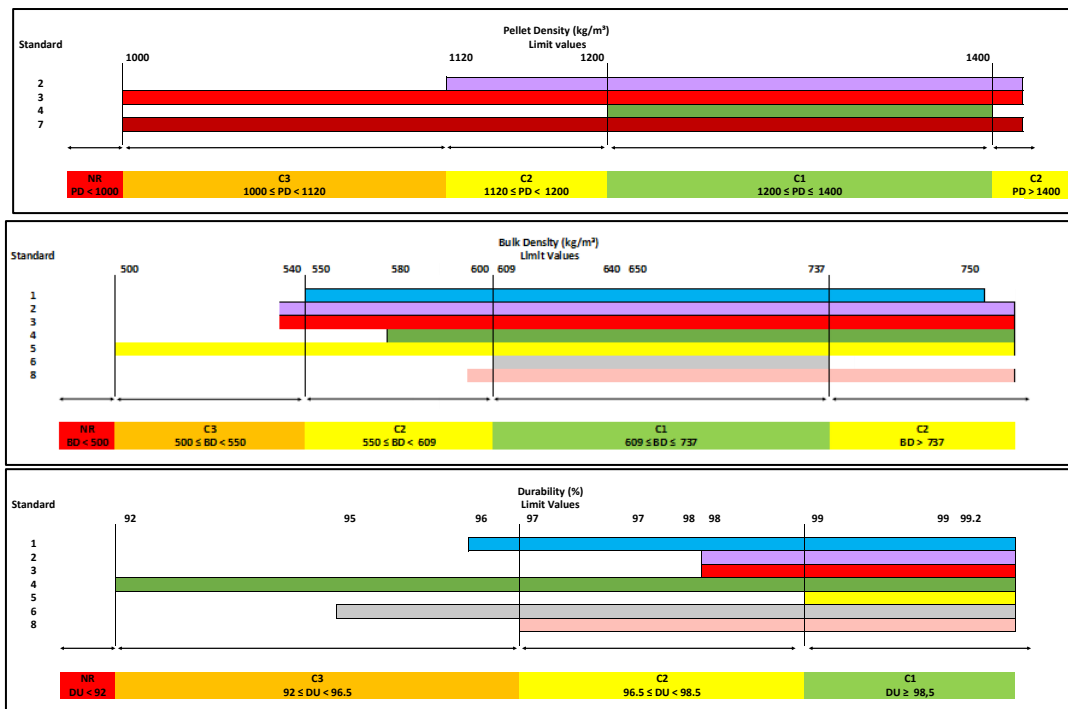 Pellet Density (kg/m³)
Standard Limit values
1000 1120 1200 1400
2
3
4
7
NR C3 C2 C1 C2
PD < 1000 1000 ≤ PD < 1120 1120 ≤ PD < 1200 1200 ≤ PD ≤ 1400 PD > 1400
Bulk Density (kg/m³)
Standard Limit Values
500 540 550 580 600 609 640 650 737 750
1
2
3
4
5
6
8
NR C3 C2 C1 C2
BD < 500 500 ≤ BD < 550 550 ≤ BD < 609 609 ≤ BD ≤ 737 BD > 737
Durability (%)
Standard Limit Values
92 95 96 97 97 98 98 99 99 99.2
1
2
3
4
5
6
8
NR C3 C2 C1
DU < 92 92 ≤ DU < 96.5 96.5 ≤ DU < 98.5 DU ≥ 98,5